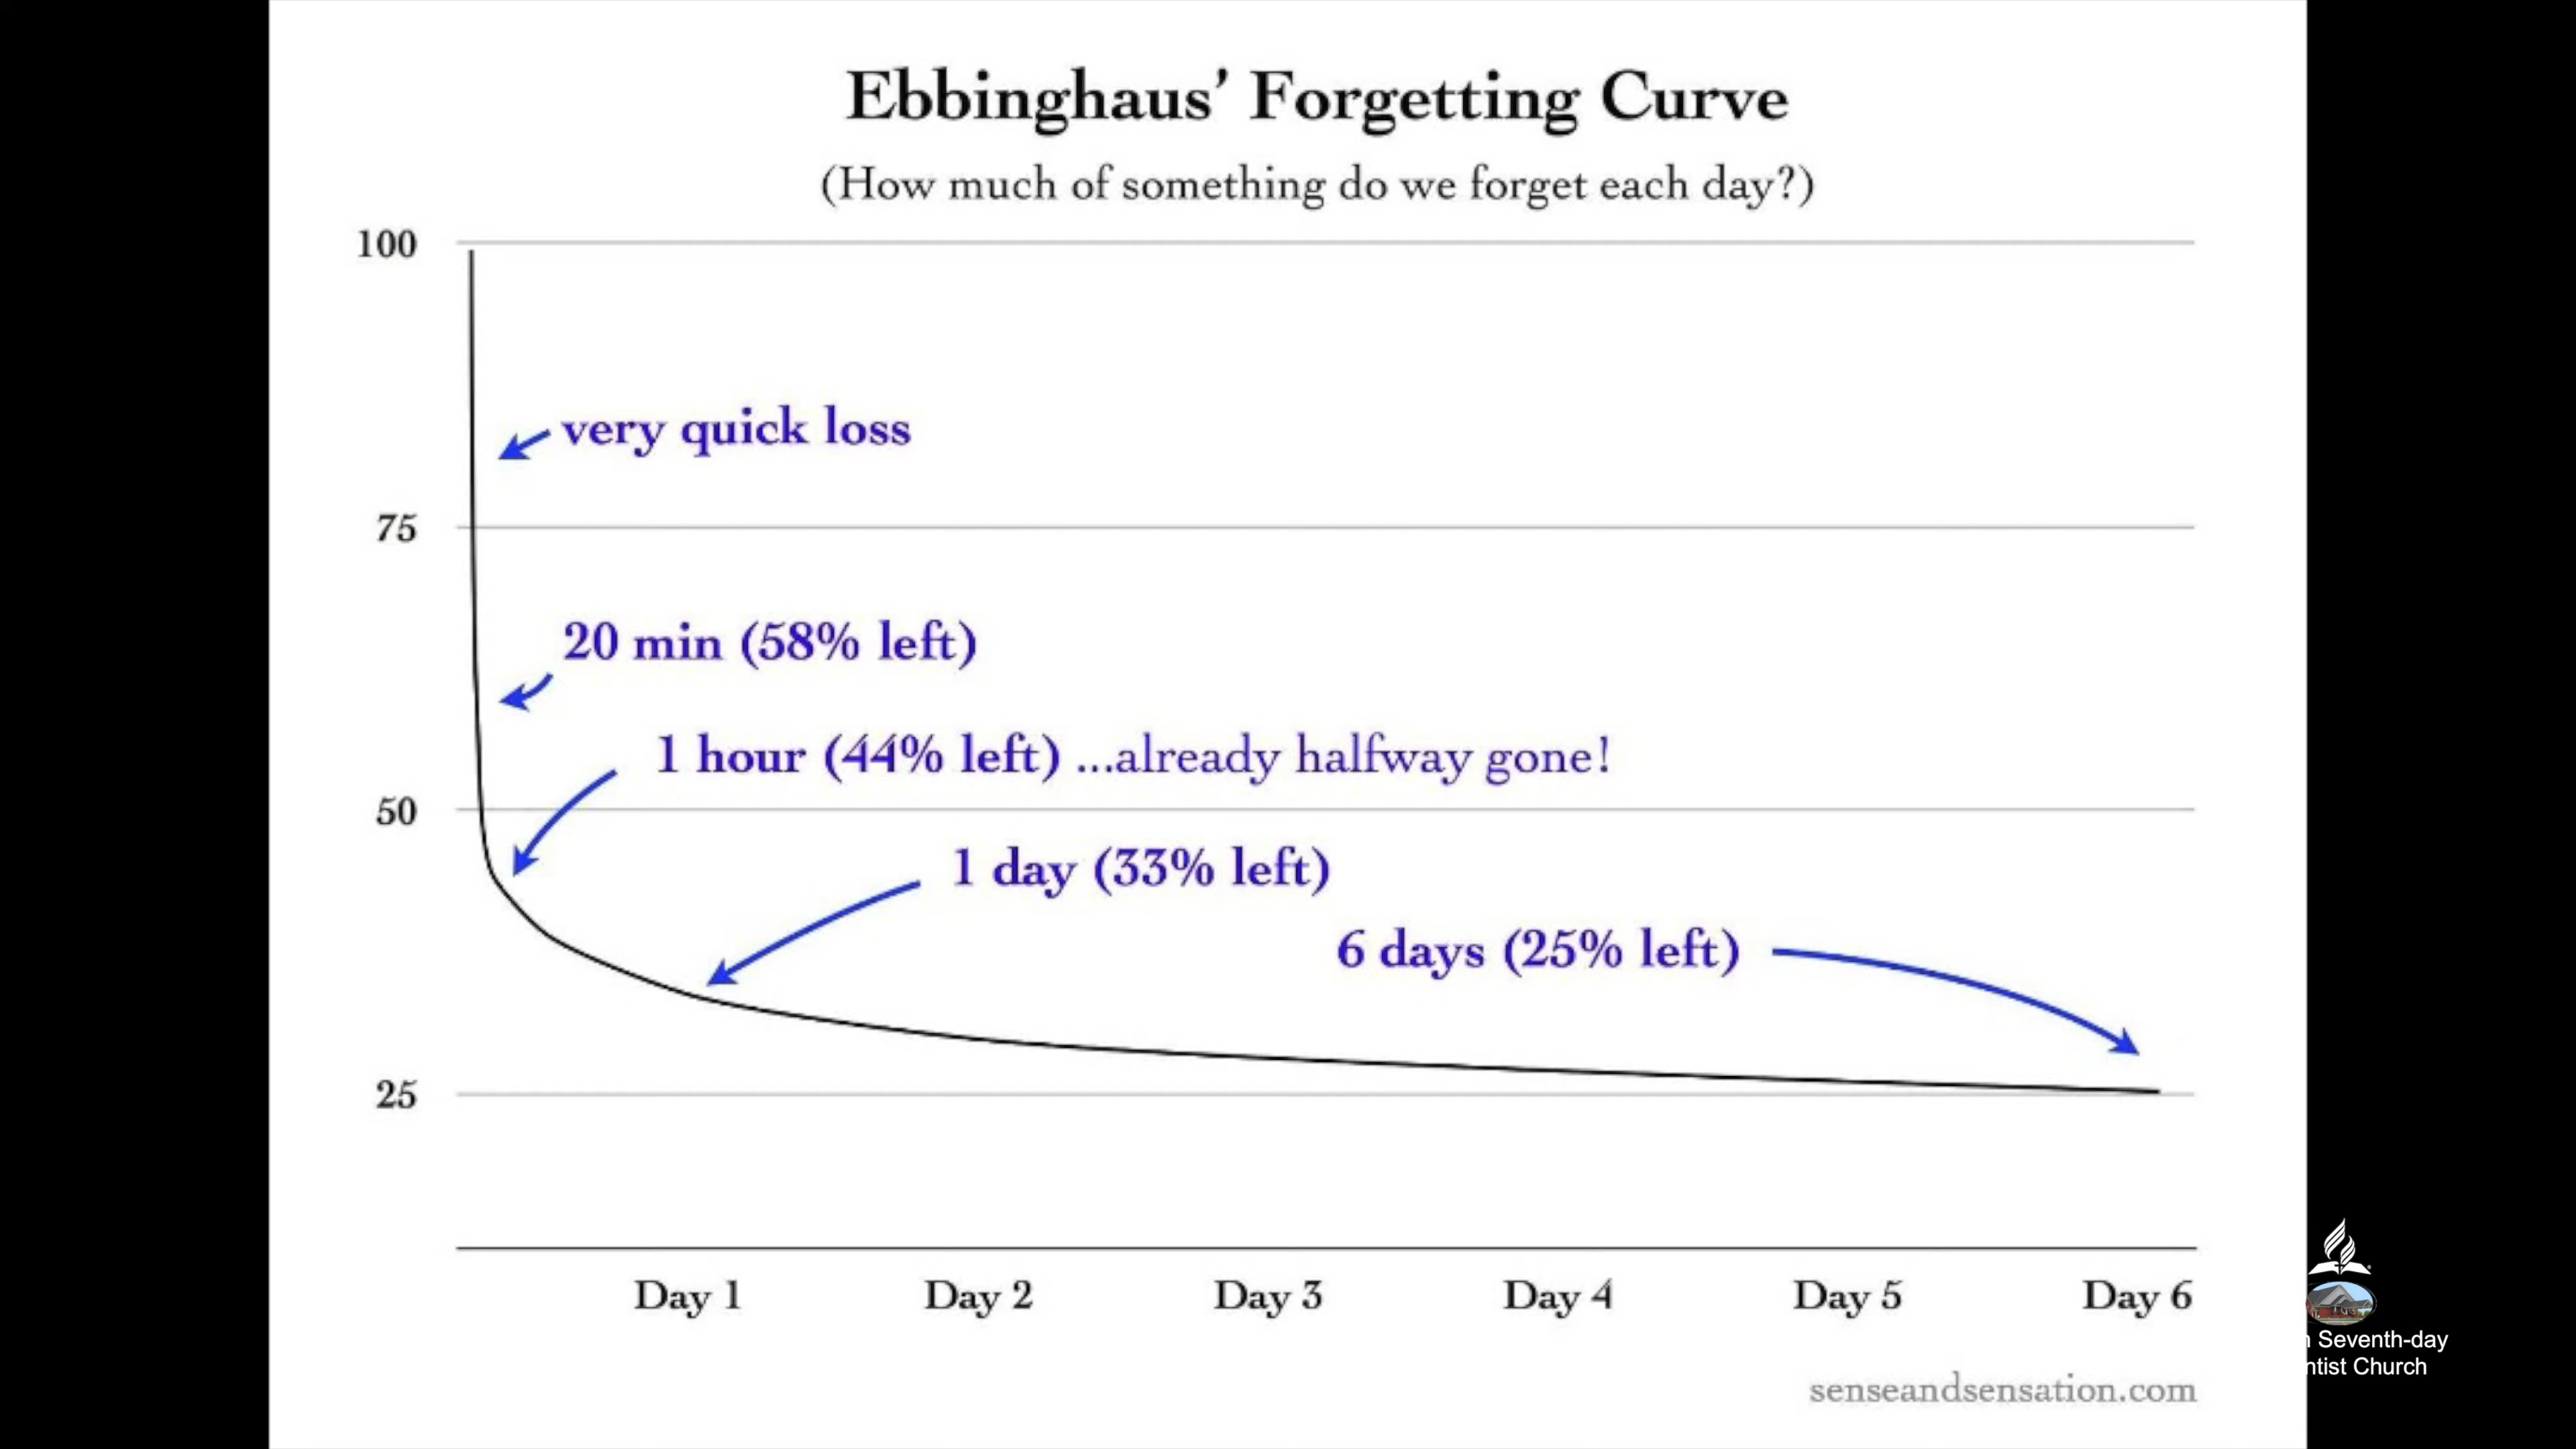 Ebbinghaus’ Forgetting Curve
(How much of something do we forget each day?)
100
very quick loss
75
20 min (58% left)
1 hour (44% left) ...already halfway gone!
50
1 day (33% left)
6 days (25% left)
25
Day 1 Day 2 Day 3 Day 4 Day 5 Day 6
Seventh-day
Church
senseandsensation.com